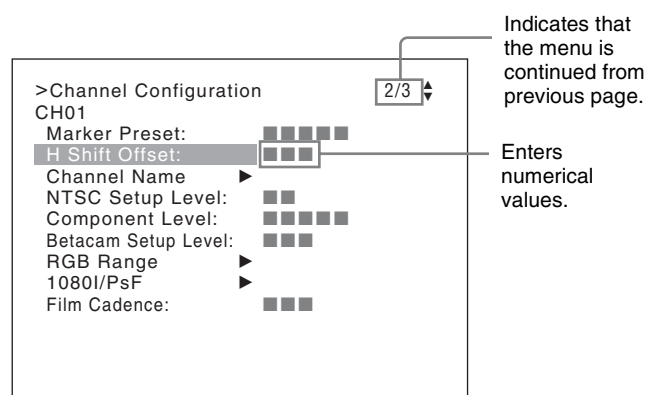 Indicates that
the menu is
continued from
previous page.
>Channel Configuration 2/3
CH01
Marker Preset: ■■■■■
H Shift Offset: ■■■
Channel Name ▶
NTSC Setup Level: ■■
Component Level: ■■■■■
Betacam Setup Level: ■■■
RGB Range ▶
1080I/PsF ▶
Film Cadence: ■■■
Enters
numerical
values.